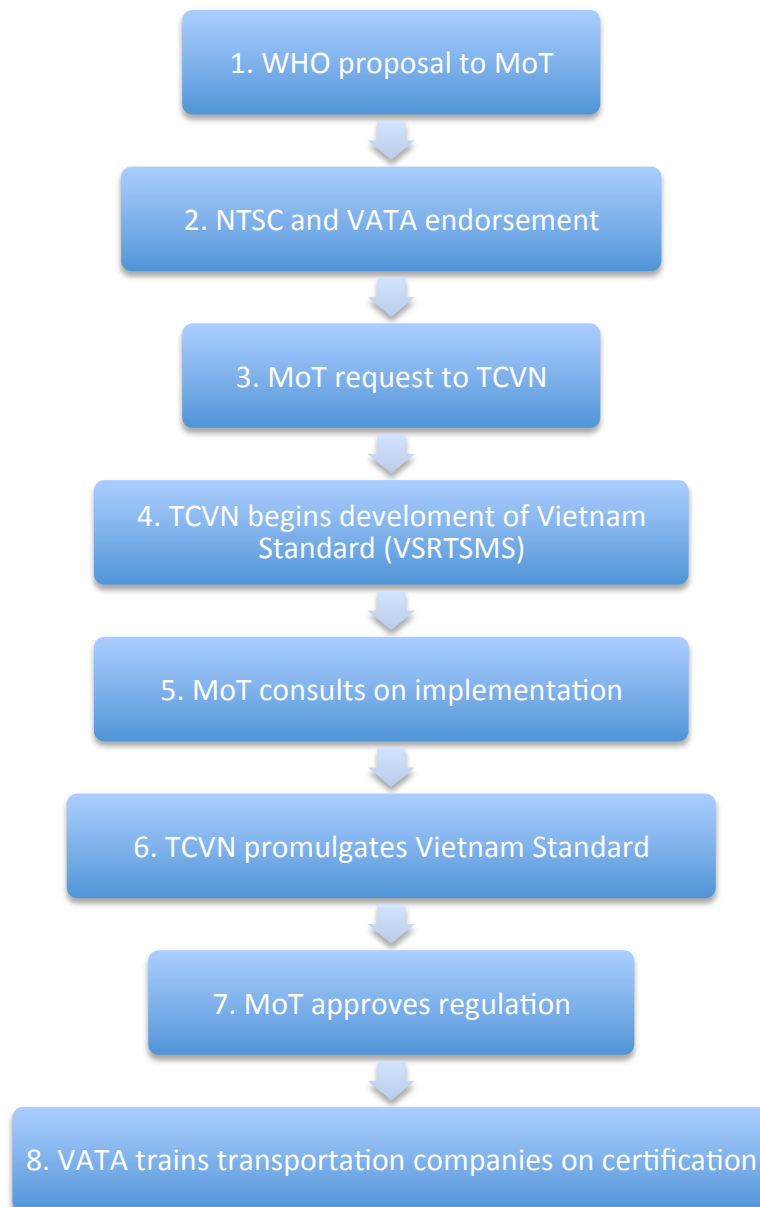 1. WHO proposal to MoT
2. NTSC and VATA endorsement
3. MoT request to TCVN
4. TCVN begins develoment of Vietnam
Standard (VSRTSMS)
5. MoT consults on implementation
6. TCVN promulgates Vietnam Standard
7. MoT approves regulation
8. VATA trains transportation companies on certification